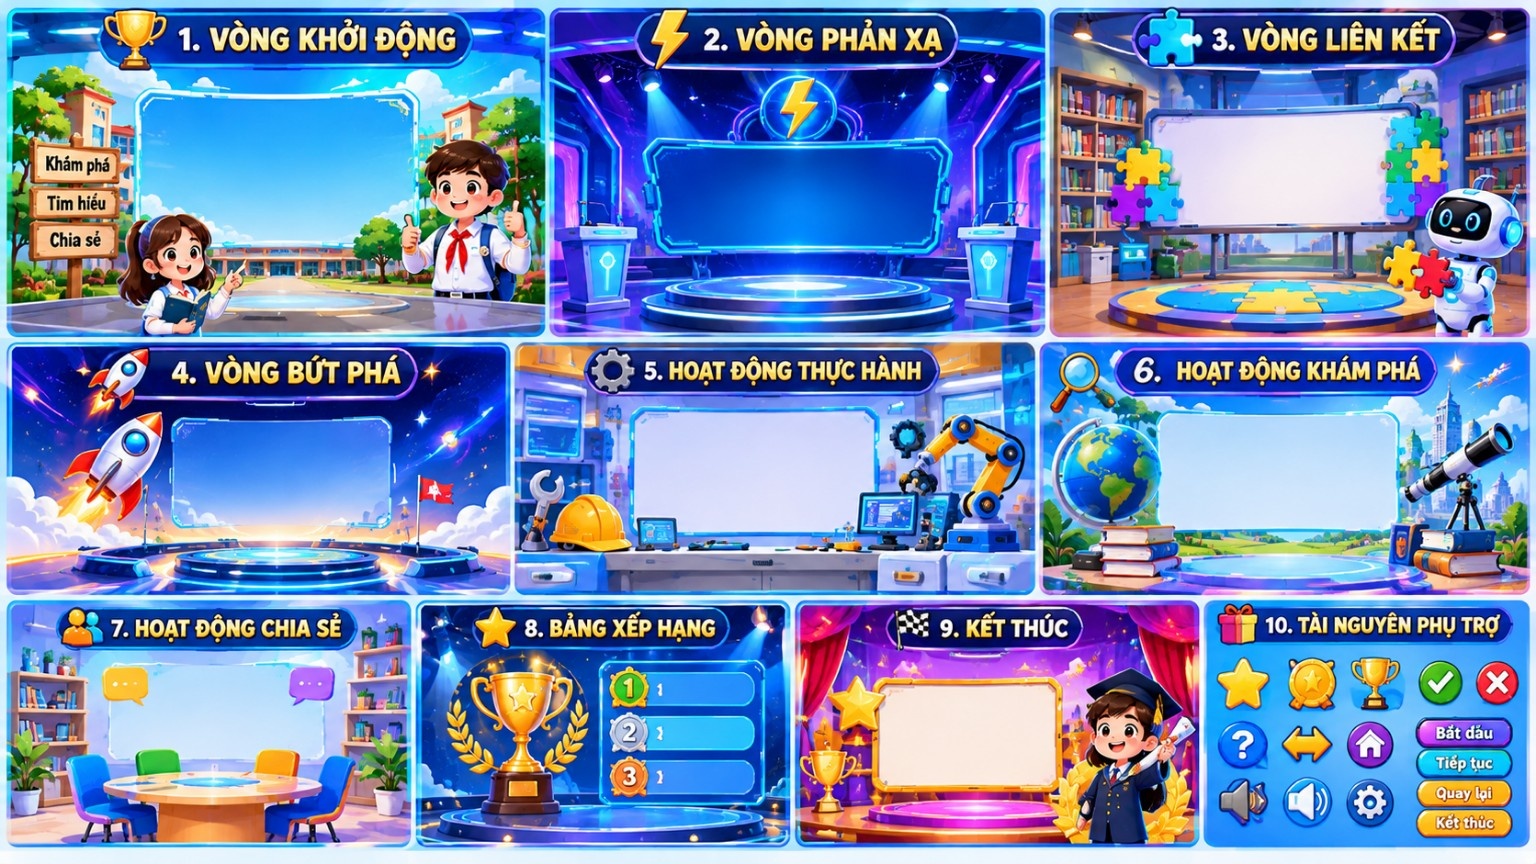 1. VÒNG KHỞI ĐỘNG
Khám phá
Tìm hiểu
Chia sẻ
2. VÒNG PHẢN XẠ
3. VÒNG LIÊN KẾT
4. VÒNG BỨT PHÁ
5. HOẠT ĐỘNG THỰC HÀNH
6. HOẠT ĐỘNG KHÁM PHÁ
7. HOẠT ĐỘNG CHIA SẺ
8. BẢNG XẾP HẠNG
1
2
3
9. KẾT THÚC
10. TÀI NGUYÊN PHỤ TRỢ
?
Bắt đầu
Tiếp tục
Quay lại
Kết thúc